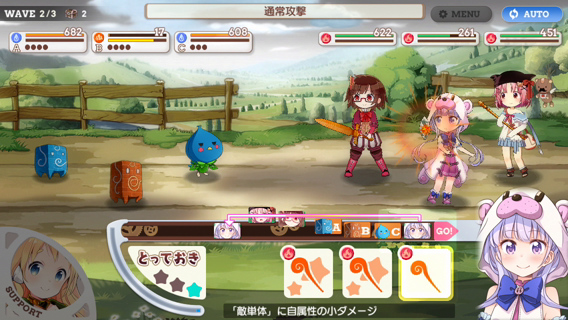 WAVE 2/3 2
通常攻撃
MENU
AUTO
A 682
B 17
C 608
622
261
451
A B C GO!
とっておき
SUPPORT
「敵単体」に自属性の小ダメージ